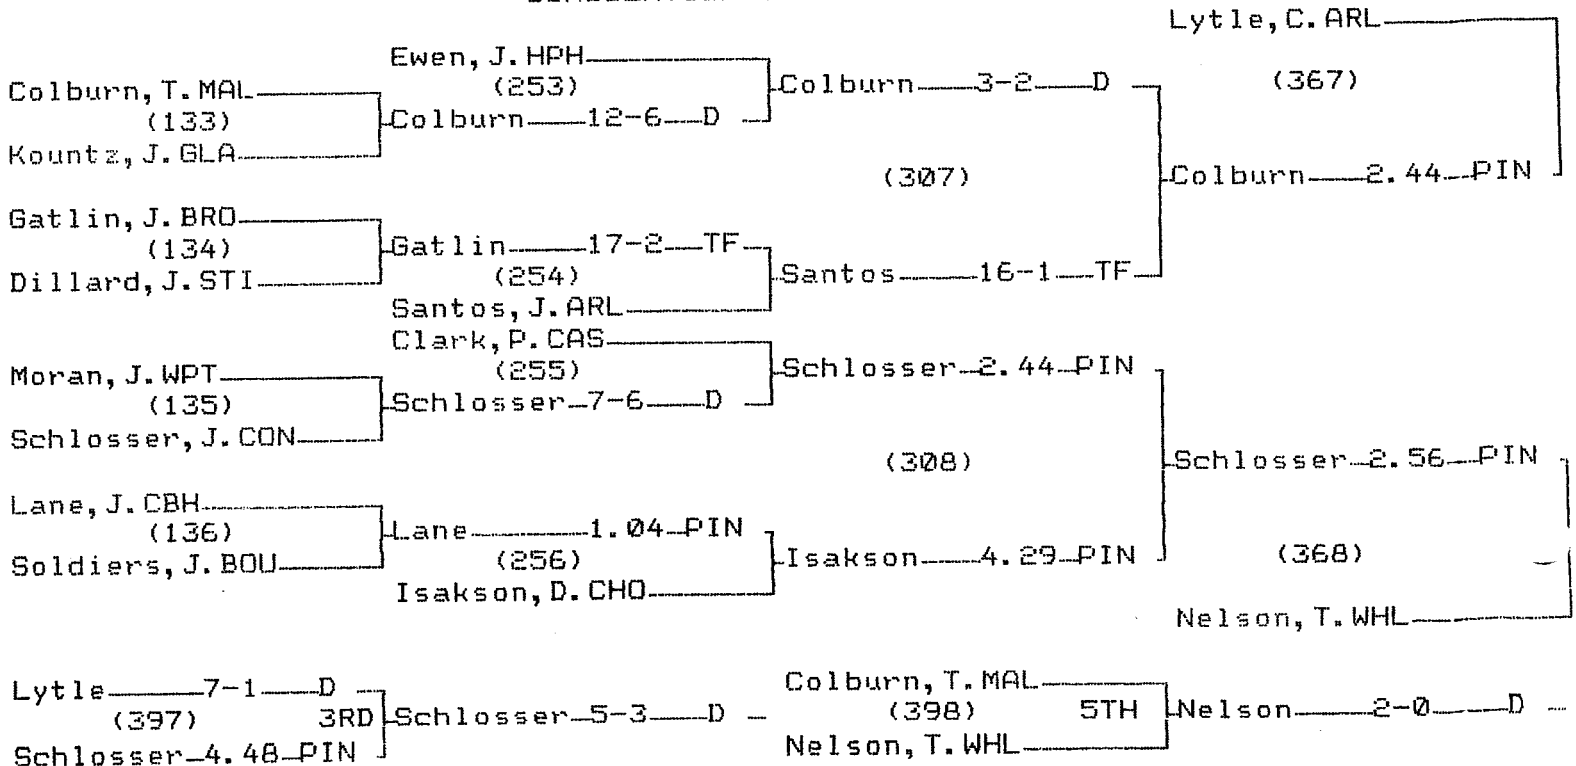 Lytle, C. ARL
Ewen, J. HPH
(253)
(367)
Colburn, T. MAL
Colburn 3-2 D
(133)
Colburn 12-6 D
Kountz, J. GLA
(307)
Colburn 2.44 PIN
Gatlin, J. BRO
(134)
Gatlin 17-2 TF
Dillard, J. STI
(254)
Santos 16-1 TF
Santos, J. ARL
Clark, P. CAS
Moran, J. WPT
(255)
Schlosser 2.44 PIN
(135)
Schlosser 7-6 D
Schlosser, J. CON
(308)
Schlosser 2.56 PIN
Lane, J. CBH
(136)
Lane 1.04 PIN
Soldiers, J. BOU
(256)
Isakson 4.29 PIN
(368)
Isakson, D. CHO
Nelson, T. WHL
Lytle 7-1 D
(397) 3RD Schlosser 5-3 D
Schlosser 4.48 PIN
Colburn, T. MAL
(398) 5TH Nelson 2-0 D
Nelson, T. WHL